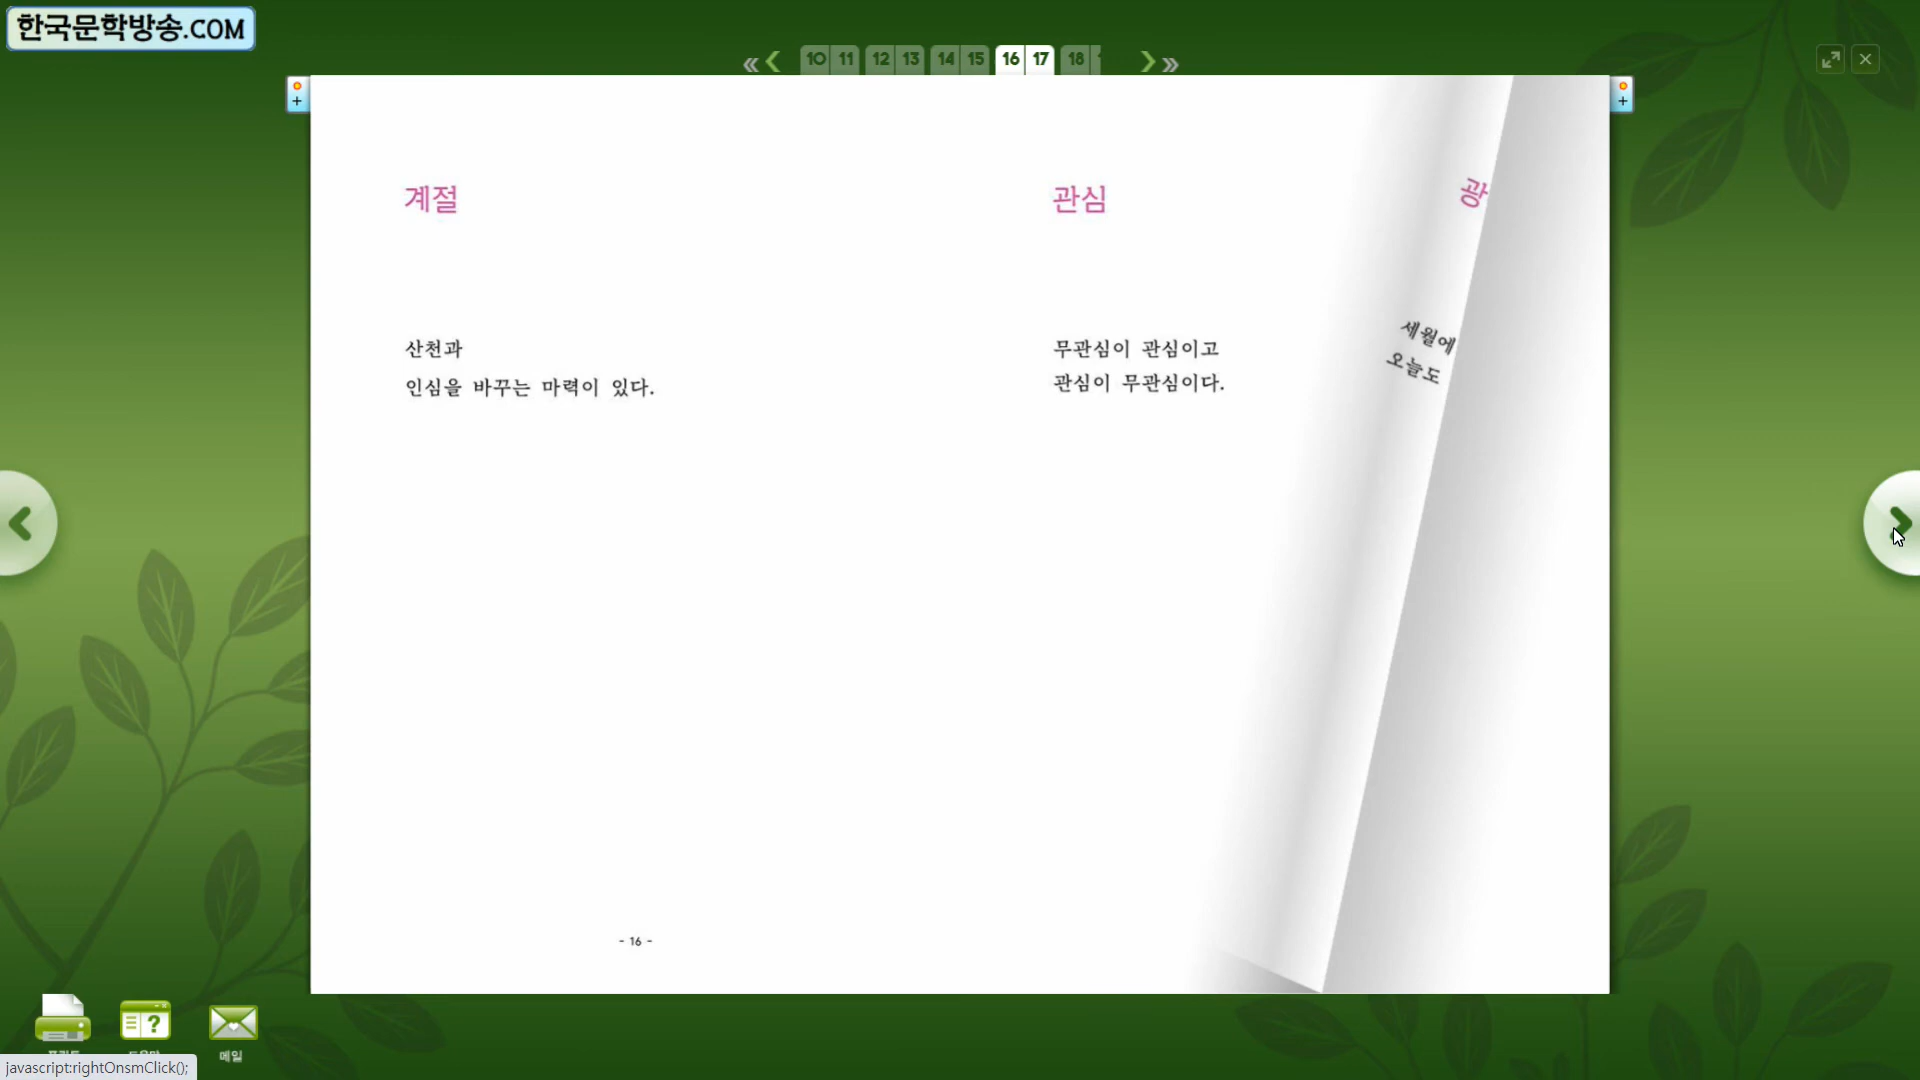 한국문학방송.COM
10 11 12 13 14 15 16 17 18
계절
산천과
인심을 바꾸는 마력이 있다.
- 16 -
관심
무관심이 관심이고
관심이 무관심이다.
광
세월에
오늘도
메일
javascript:rightOnsmClick();